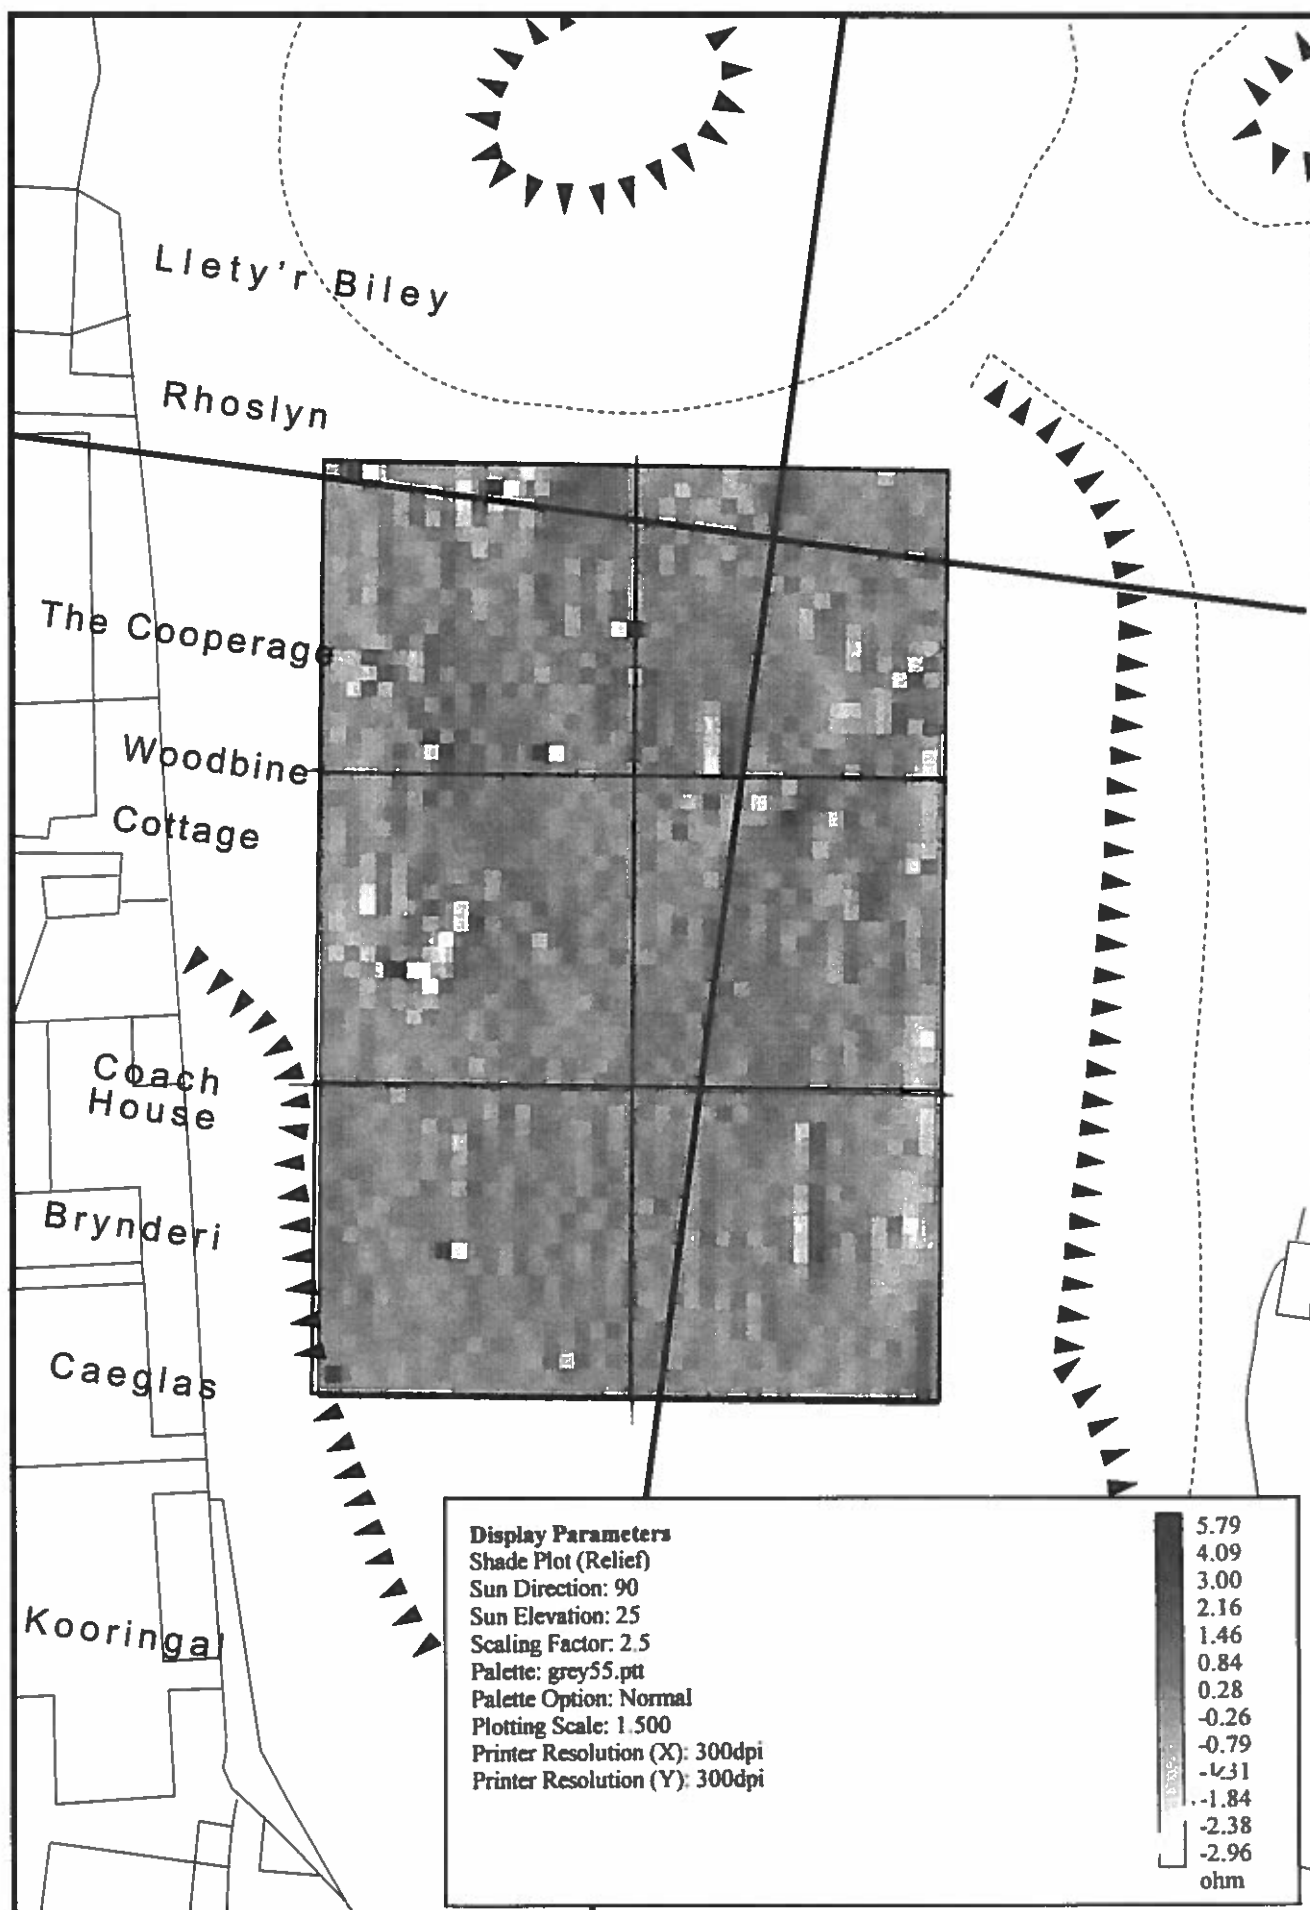 Llety'r Biley
Rhoslyn
The Cooperage
Woodbine
Cottage
Coach
House
Brynderi
Caeglas
Kooringal
Display Parameters
Shade Plot (Relief)
Sun Direction: 90
Sun Elevation: 25
Scaling Factor: 2.5
Palette: grey55.ptt
Palette Option: Normal
Plotting Scale: 1.500
Printer Resolution (X): 300dpi
Printer Resolution (Y): 300dpi
5.79
4.09
3.00
2.16
1.46
0.84
0.28
-0.26
-0.79
-1.31
-1.84
-2.38
-2.96
ohm